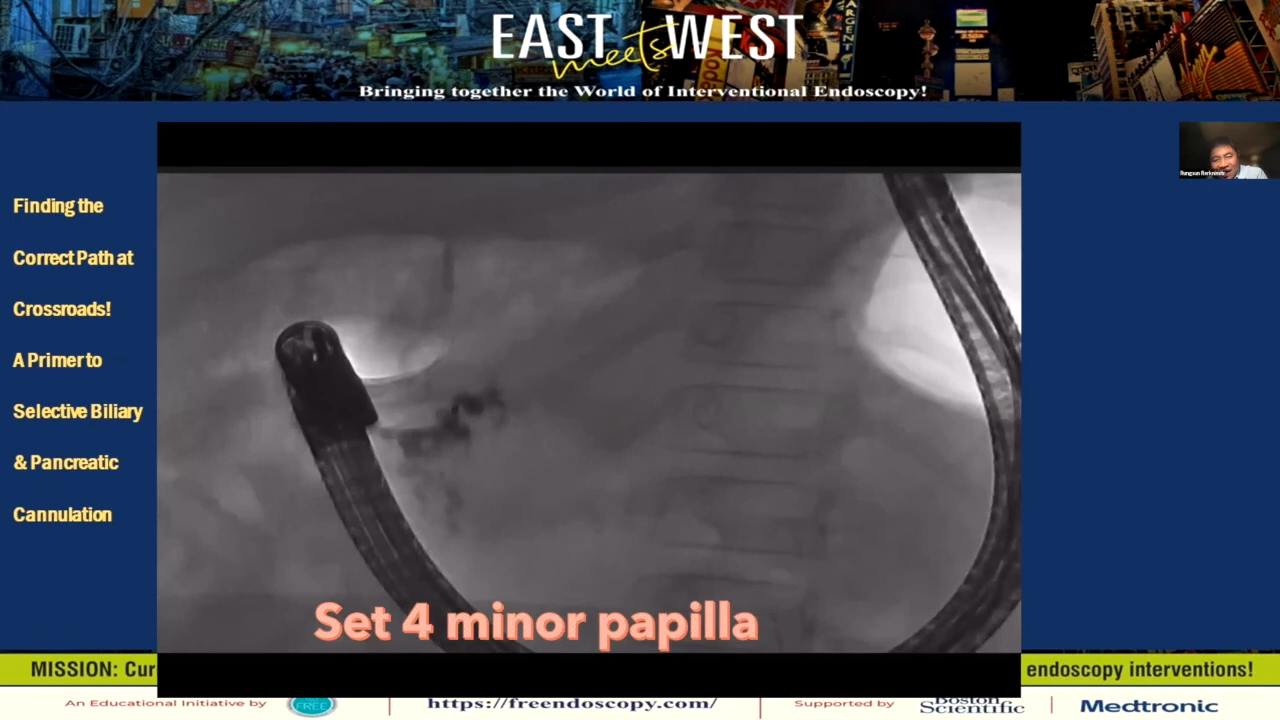 EAST meets WEST
Bringing together the World of Interventional Endoscopy!
Finding the
Correct Path at
Crossroads!
A Primer to
Selective Biliary
& Pancreatic
Cannulation
Set 4 minor papilla
MISSION: Cur
endoscopy interventions!
An Educational Initiative by
FREE
https://freendoscopy.com/
Supported by
Boston
Scientific
Medtronic